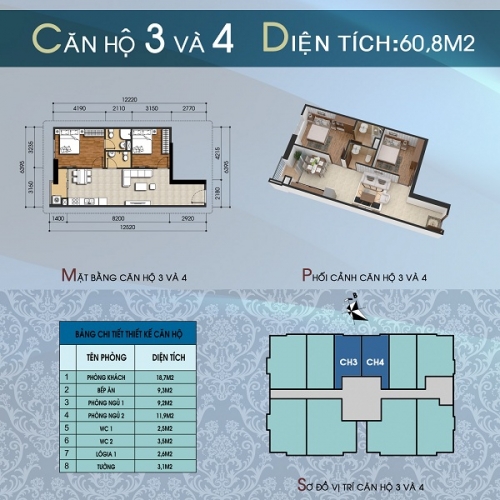 CĂN HỘ 3 VÀ 4 DIỆN TÍCH:60,8M2
12220
4190 2110 3150 2770
3235
6395
3160
4215
6395
2180
1400 8200 2920
12520
MẶT BẰNG CĂN HỘ 3 VÀ 4
PHỐI CẢNH CĂN HỘ 3 VÀ 4
BẢNG CHI TIẾT THIẾT KẾ CĂN HỘ
TÊN PHÒNG DIỆN TÍCH
1 PHÒNG KHÁCH 18,7M2
2 BẾP ĂN 9,3M2
3 PHÒNG NGỦ 1 9,2M2
4 PHÒNG NGỦ 2 11,9M2
5 WC 1 2,5M2
6 WC 2 3,5M2
7 LÔGIA 1 2,6M2
8 TƯỜNG 3,1M2
CH3 CH4
SƠ ĐỒ VỊ TRÍ CĂN HỘ 3 VÀ 4